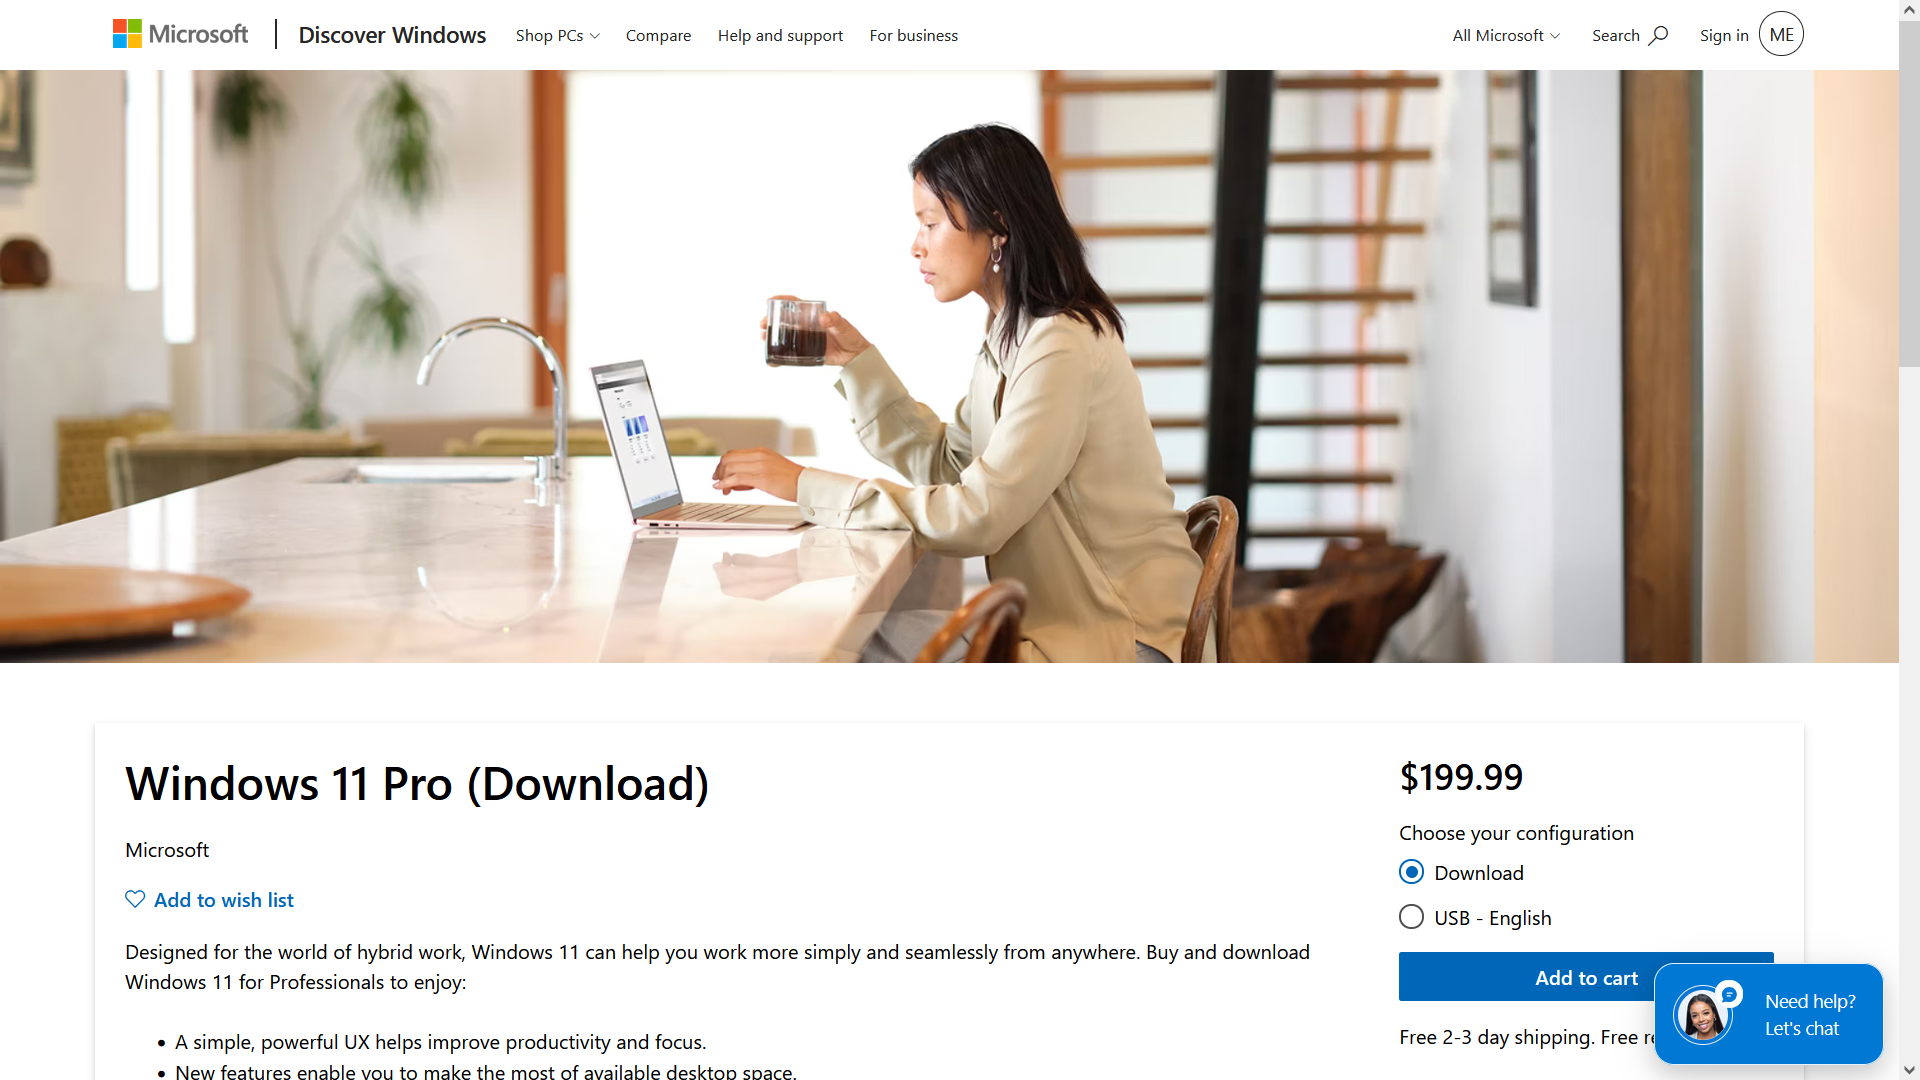 Microsoft
Discover Windows
Shop PCs
Compare
Help and support
For business
All Microsoft
Search
Sign in
ME
Windows 11 Pro (Download)
Microsoft
Add to wish list
Designed for the world of hybrid work, Windows 11 can help you work more simply and seamlessly from anywhere. Buy and download
Windows 11 for Professionals to enjoy:
• A simple, powerful UX helps improve productivity and focus.
• New features enable you to make the most of available desktop space.
$199.99
Choose your configuration
Download
USB - English
Add to cart
Free 2-3 day shipping. Free
Need help?
Let's chat